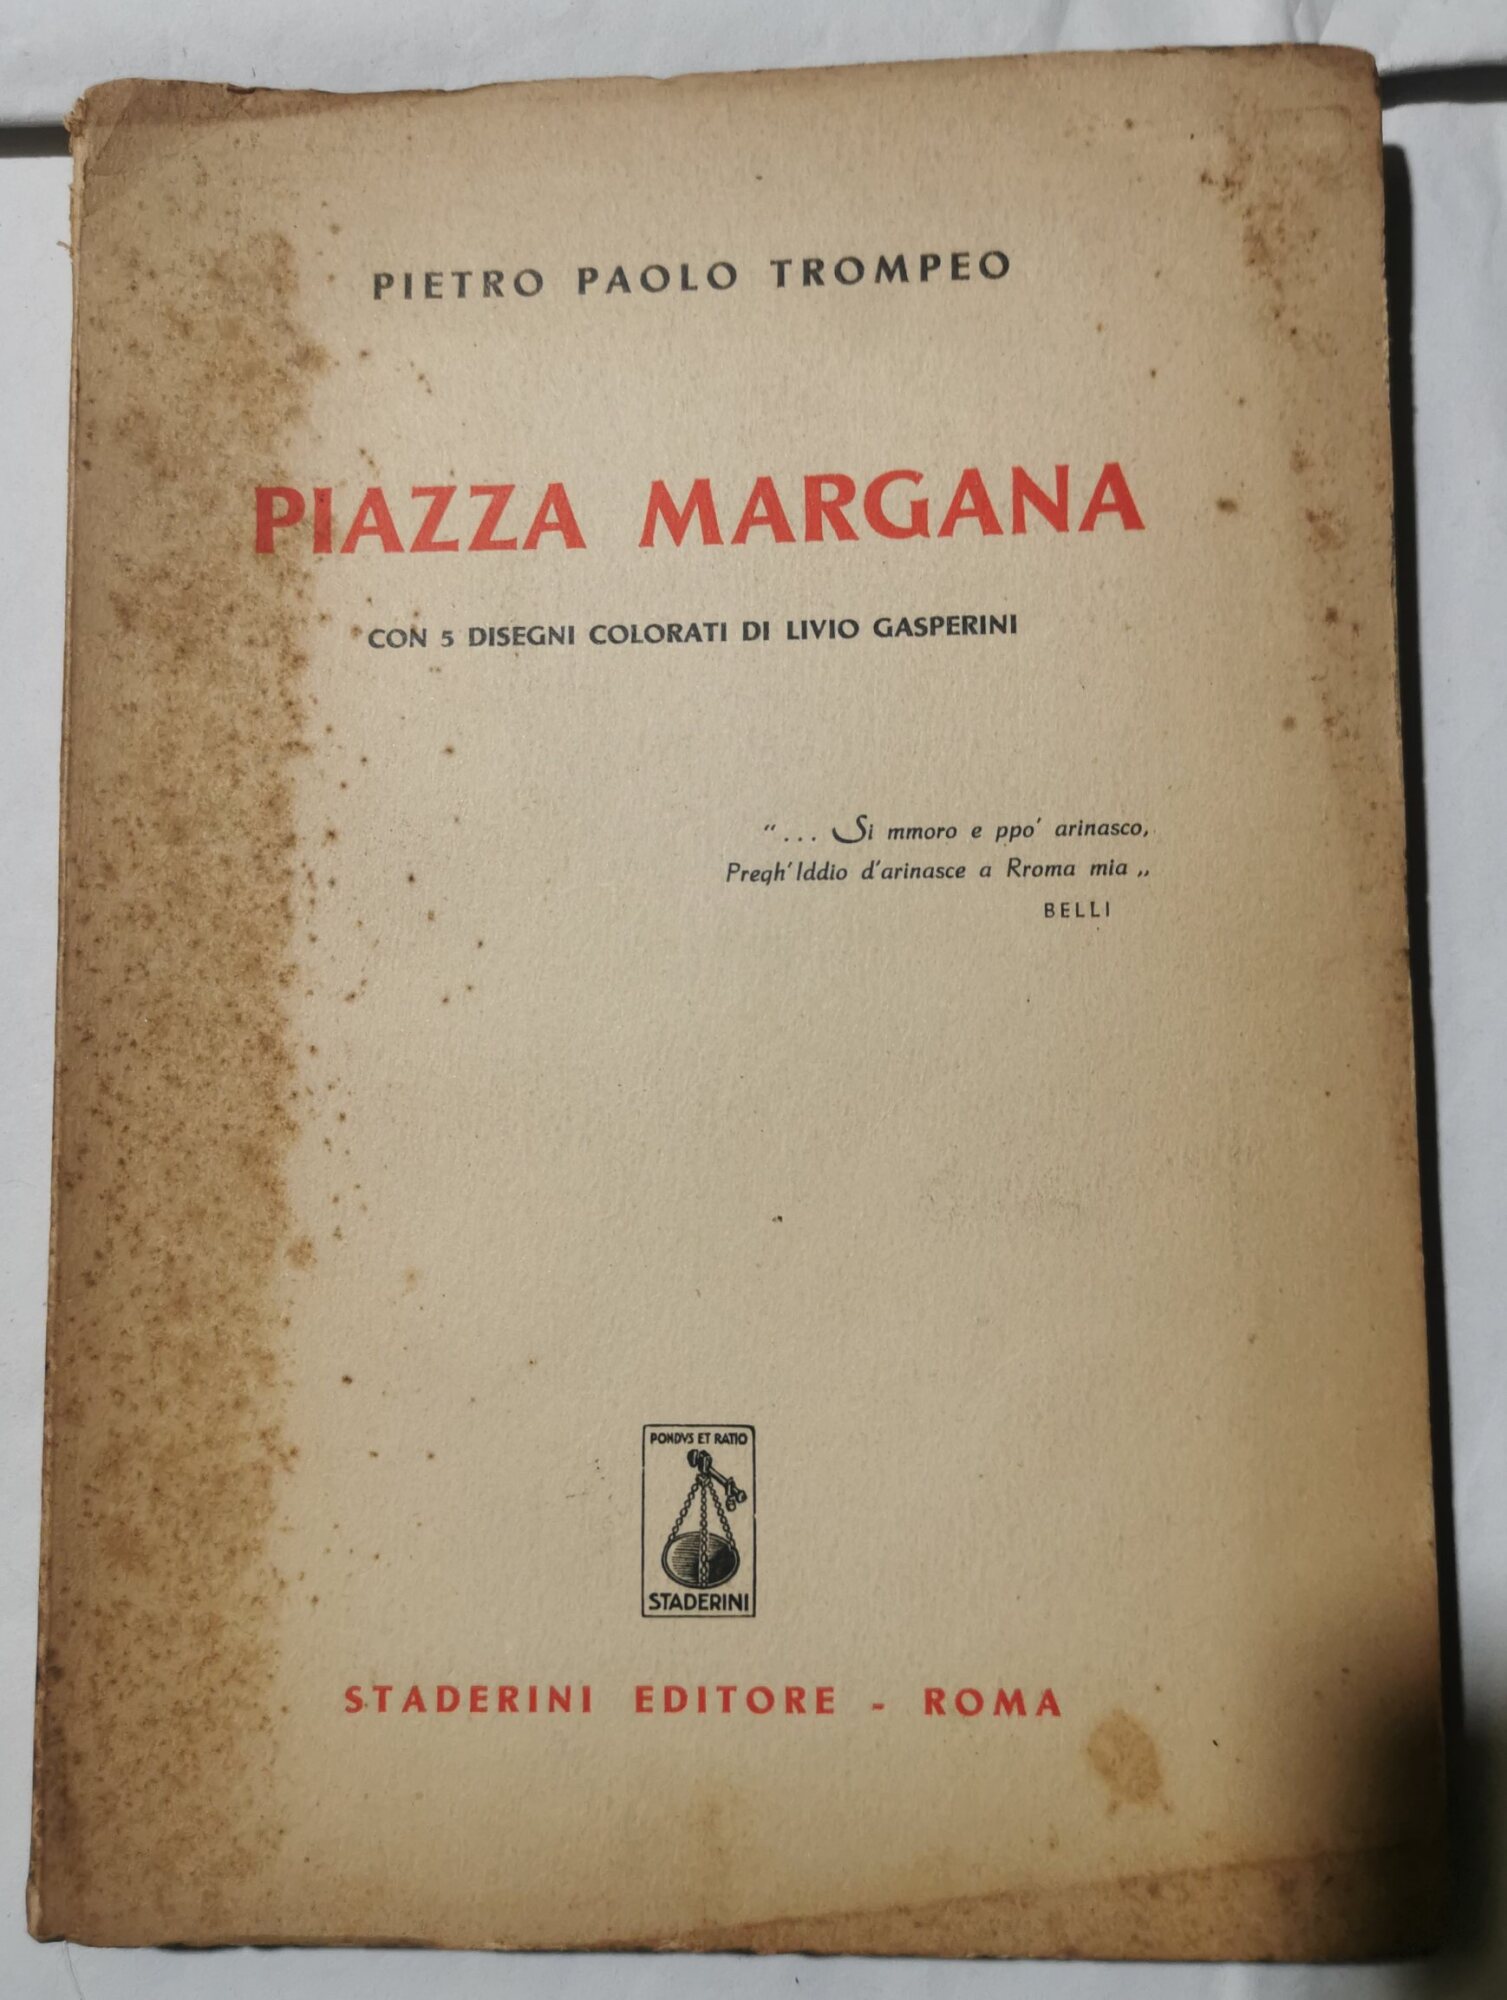 PIETRO PAOLO TROMPEO
PIAZZA MARGANA
CON 5 DISEGNI COLORATI DI LIVIO GASPERINI
“... Si mmoro e ppo' arinasco,
Pregh'Iddio d'arinasce a Rroma mia „
BELLI
PONDVS ET RATIO
STADERINI
STADERINI EDITORE - ROMA